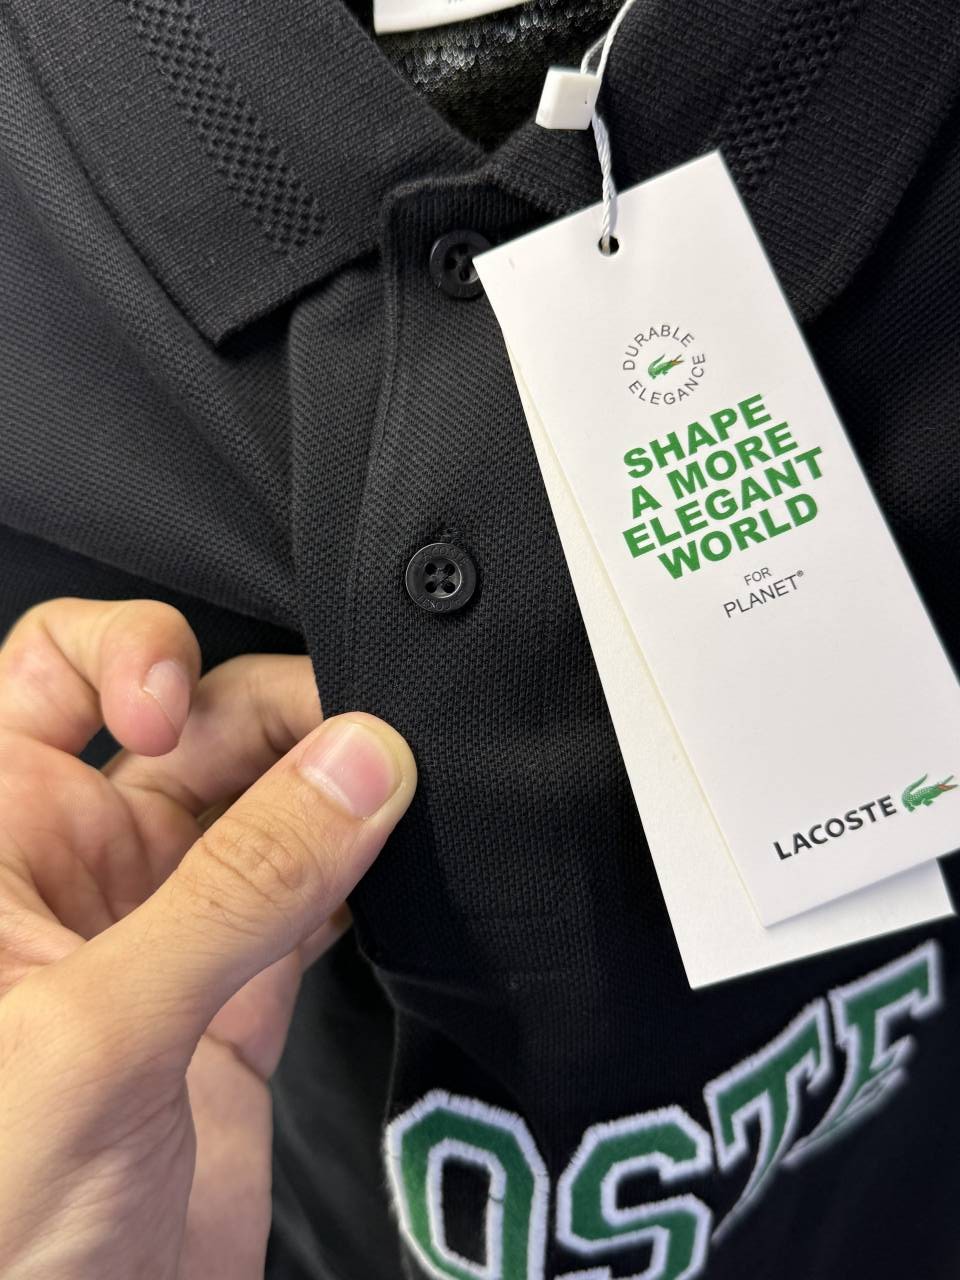 DURABLE
ELEGANCE
SHAPE
A MORE
ELEGANT
WORLD
FOR
PLANET®
LACOSTE
OSTE